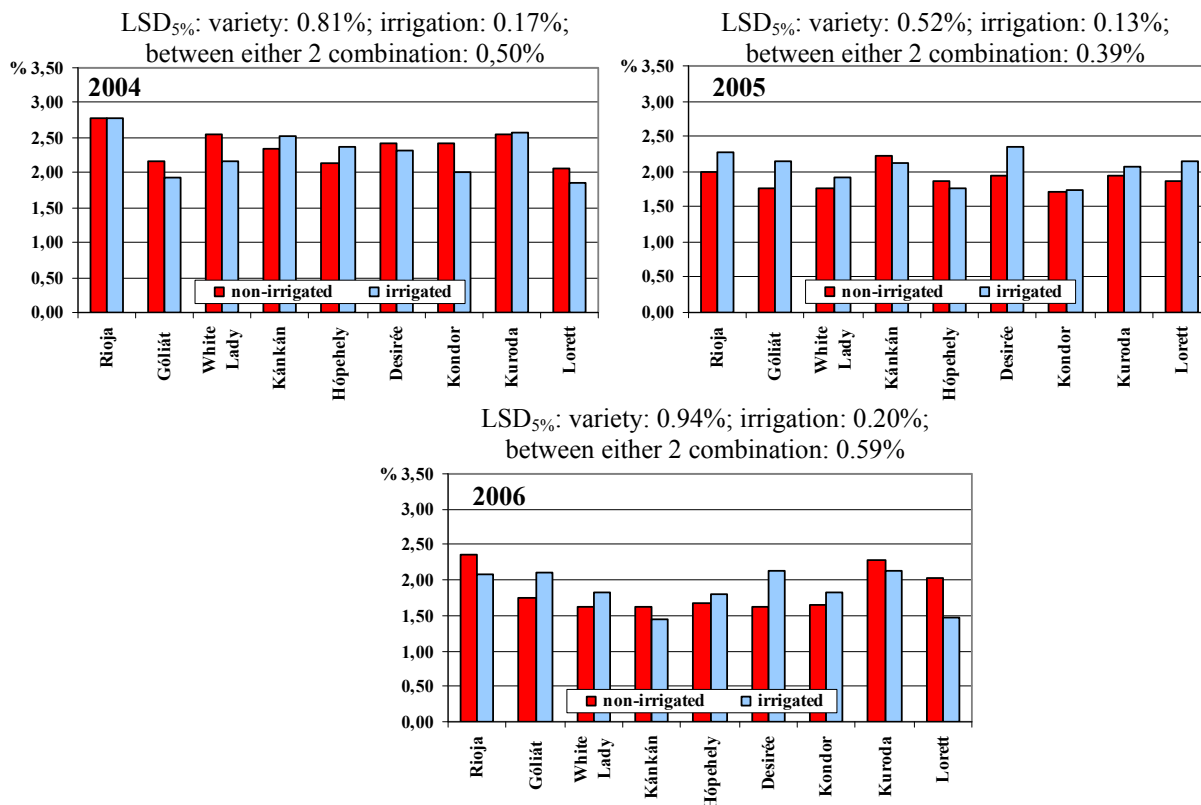 LSD5%: variety: 0.81%; irrigation: 0.17%;
between either 2 combination: 0,50%
%
3,50
3,00
2,50
2,00
1,50
1,00
0,50
0,00
2004
non-irrigated irrigated
Rioja
Góliát
White
Lady
Kánkán
Hópehely
Desirée
Kondor
Kuroda
Lorett
LSD5%: variety: 0.52%; irrigation: 0.13%;
between either 2 combination: 0.39%
%
3,50
3,00
2,50
2,00
1,50
1,00
0,50
0,00
2005
non-irrigated irrigated
Rioja
Góliát
White
Lady
Kánkán
Hópehely
Desirée
Kondor
Kuroda
Lorett
LSD5%: variety: 0.94%; irrigation: 0.20%;
between either 2 combination: 0.59%
%
3,50
3,00
2,50
2,00
1,50
1,00
0,50
0,00
2006
non-irrigated irrigated
Rioja
Góliát
White
Lady
Kánkán
Hópehely
Desirée
Kondor
Kuroda
Lorett